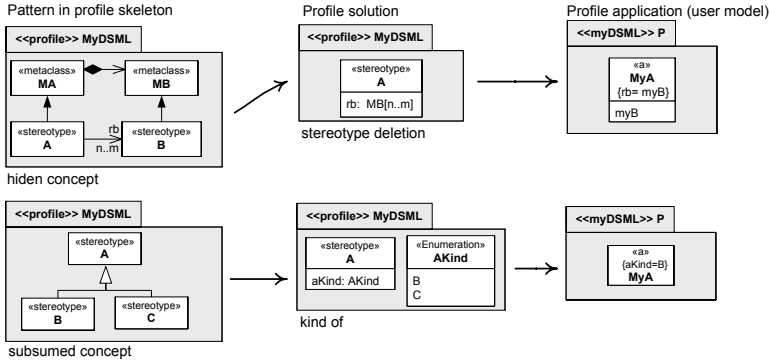 Pattern in profile skeleton
Profile solution
Profile application (user model)
<<profile>> MyDSML
«metaclass»
MA
«metaclass»
MB
«stereotype»
A
rb
n..m
«stereotype»
B
hiden concept
<<profile>> MyDSML
«stereotype»
A
rb: MB[n..m]
stereotype deletion
<<myDSML>> P
«a»
MyA
{rb= myB}
myB
<<profile>> MyDSML
«stereotype»
A
«stereotype»
B
«stereotype»
C
subsumed concept
<<profile>> MyDSML
«stereotype»
A
aKind: AKind
«Enumeration»
AKind
B
C
kind of
<<myDSML>> P
«a»
{aKind=B}
MyA